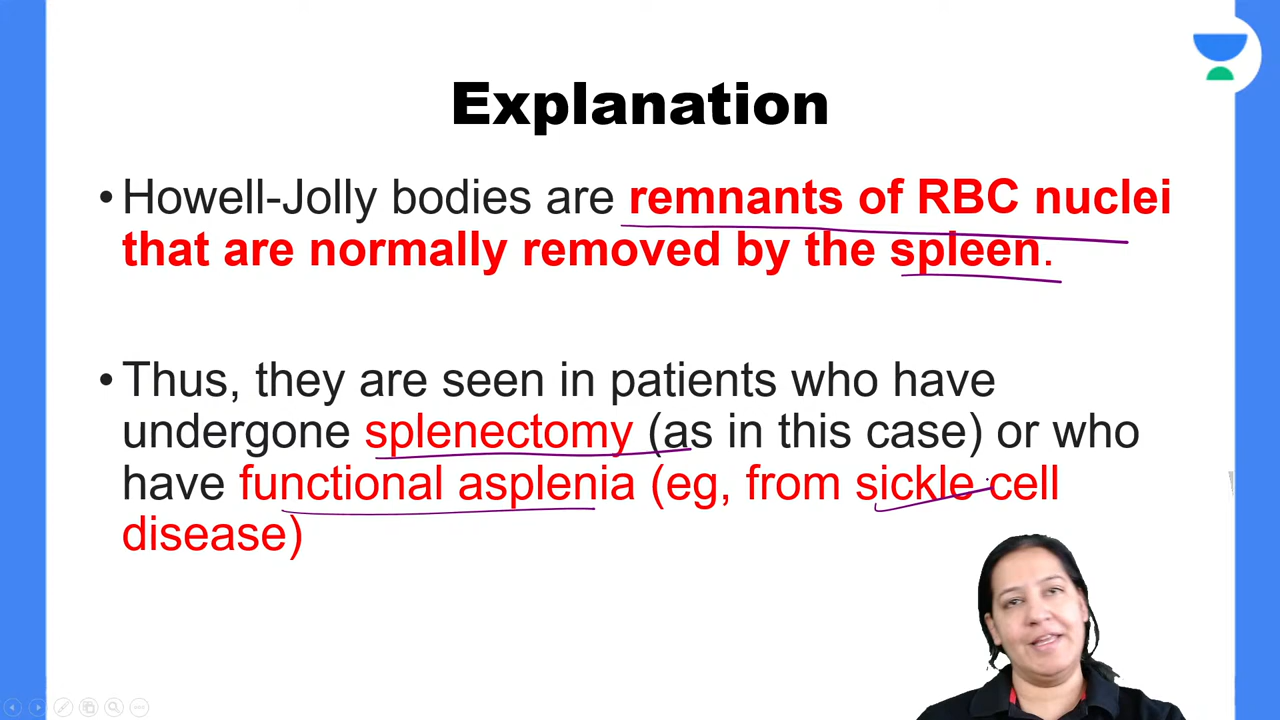 Explanation
• Howell-Jolly bodies are remnants of RBC nuclei
that are normally removed by the spleen.
• Thus, they are seen in patients who have
undergone splenectomy (as in this case) or who
have functional asplenia (eg, from sickle cell
disease)